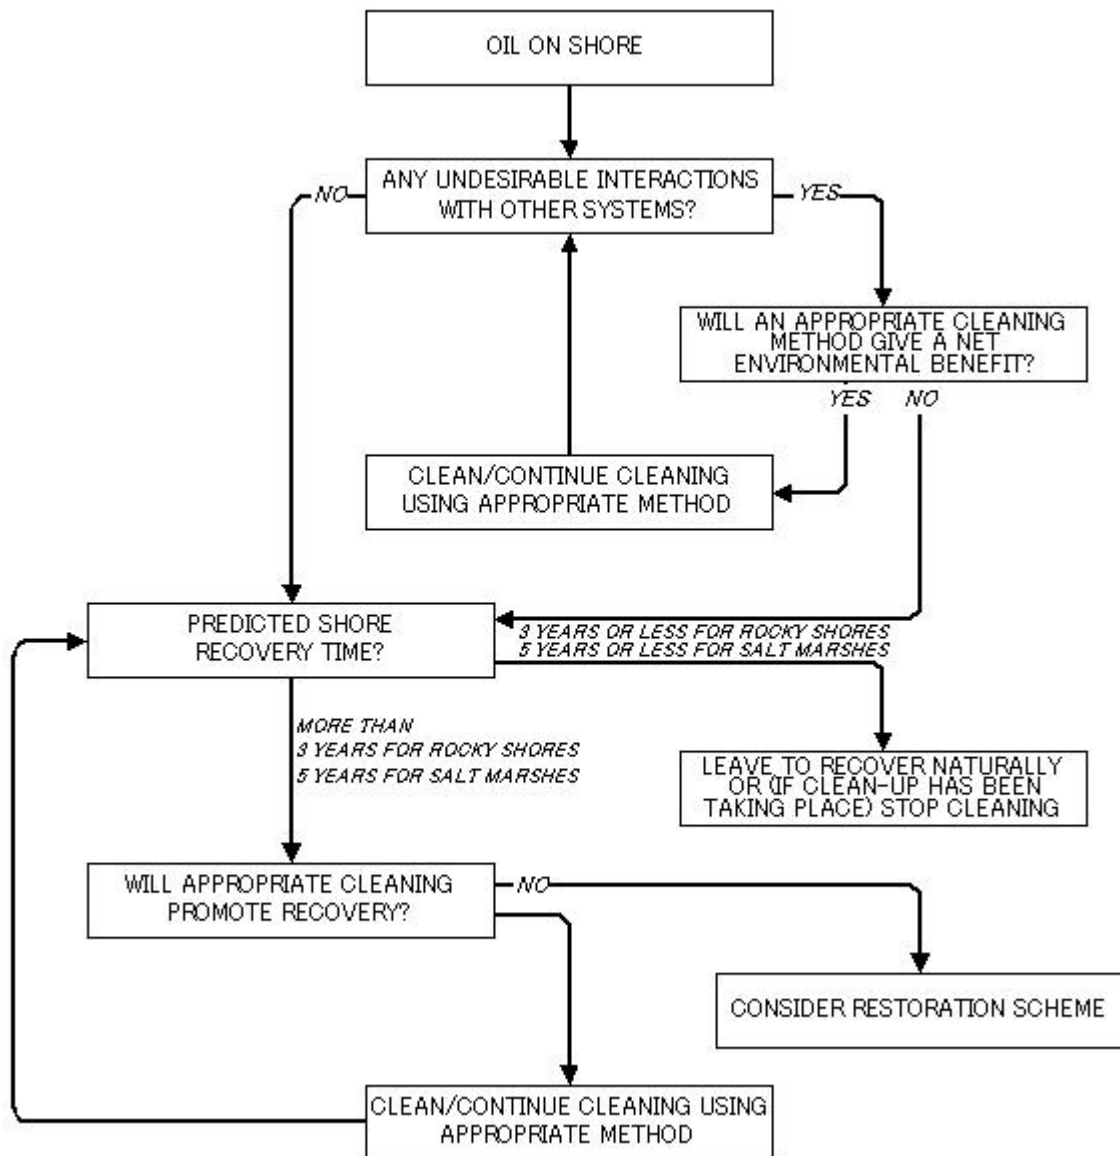 OIL ON SHORE
ANY UNDESIRABLE INTERACTIONS
WITH OTHER SYSTEMS?
NO
YES
WILL AN APPROPRIATE CLEANING
METHOD GIVE A NET
ENVIRONMENTAL BENEFIT?
YES
NO
CLEAN/CONTINUE CLEANING
USING APPROPRIATE METHOD
PREDICTED SHORE
RECOVERY TIME?
3 YEARS OR LESS FOR ROCKY SHORES
5 YEARS OR LESS FOR SALT MARSHES
MORE THAN
3 YEARS FOR ROCKY SHORES
5 YEARS FOR SALT MARSHES
LEAVE TO RECOVER NATURALLY
OR (IF CLEAN-UP HAS BEEN
TAKING PLACE) STOP CLEANING
WILL APPROPRIATE CLEANING
PROMOTE RECOVERY?
NO
CONSIDER RESTORATION SCHEME
CLEAN/CONTINUE CLEANING USING
APPROPRIATE METHOD